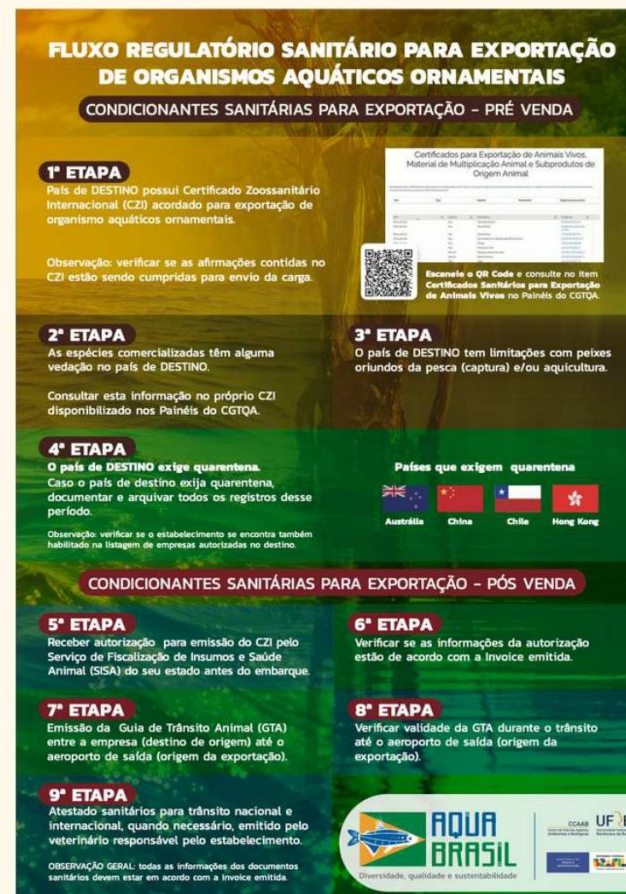 FLUXO REGULATÓRIO SANITÁRIO PARA EXPORTAÇÃO
DE ORGANISMOS AQUÁTICOS ORNAMENTAIS
CONDICIONANTES SANITÁRIAS PARA EXPORTAÇÃO - PRÉ VENDA
1ª ETAPA
País de DESTINO possui Certificado Zoossanitário
Internacional (CZI) acordado para exportação de
organismo aquáticos ornamentais.
Observação: verificar se as afirmações contidas no
CZI estão sendo cumpridas para envio da carga.
Certificados para Exportação de Animais Vivos,
Material de Multiplicação Animal e Subprodutos de
Origem Animal
Escaneie o QR Code e consulte no item
Certificados Sanitários para Exportação
de Animais Vivos no Painéis do CGTQA.
2ª ETAPA
As espécies comercializadas têm alguma
vedação no país de DESTINO.
Consultar esta informação no próprio CZI
disponibilizado nos Painéis do CGTQA.
3ª ETAPA
O país de DESTINO tem limitações com peixes
oriundos da pesca (captura) e/ou aquicultura.
4ª ETAPA
O país de DESTINO exige quarentena.
Caso o país de destino exija quarentena,
documentar e arquivar todos os registros desse
período.
Observação: verificar se o estabelecimento se encontra também
habilitado na listagem de empresas autorizadas no destino.
Países que exigem quarentena
Austrália China Chile Hong Kong
CONDICIONANTES SANITÁRIAS PARA EXPORTAÇÃO - PÓS VENDA
5ª ETAPA
Receber autorização para emissão do CZI pelo
Serviço de Fiscalização de Insumos e Saúde
Animal (SISA) do seu estado antes do embarque.
6ª ETAPA
Verificar se as informações da autorização
estão de acordo com a Invoice emitida.
7ª ETAPA
Emissão da Guia de Trânsito Animal (GTA)
entre a empresa (destino de origem) até o
aeroporto de saída (origem da exportação).
8ª ETAPA
Verificar validade da GTA durante o trânsito
até o aeroporto de saída (origem da
exportação).
9ª ETAPA
Atestado sanitários para trânsito nacional e
internacional, quando necessário, emitido pelo
veterinário responsável pelo estabelecimento.
OBSERVAÇÃO GERAL: todas as informações dos documentos
sanitários devem estar em acordo com a Invoice emitida.
AQUA
BRASIL
Diversidade, qualidade e sustentabilidade
CCAAB